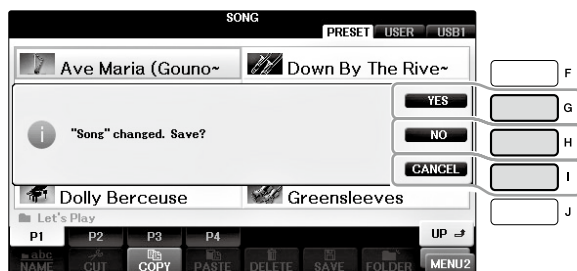 SONG
PRESET USER USB1
Ave Maria (Gouno~ Down By The Rive~
F
YES
G
"Song" changed. Save?
NO
H
CANCEL
I
Dolly Berceuse Greensleeves
J
Let's Play
P1 P2 P3 P4 UP
abc
NAME CUT COPY PASTE DELETE SAVE FOLDER MENU2